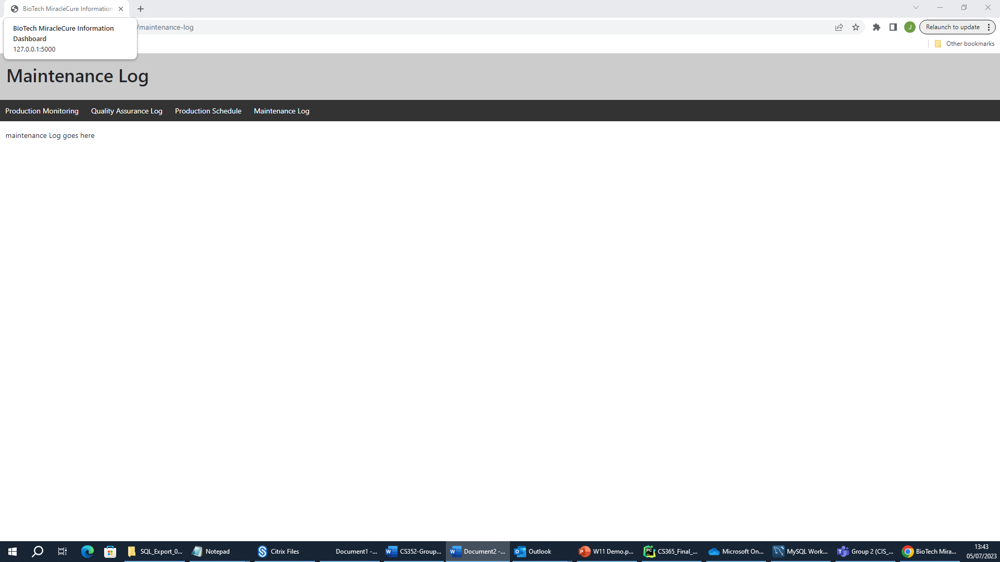 BioTech MiracleCure Information
BioTech MiracleCure Information
Dashboard
127.0.0.1:5000
/maintenance-log
J
Relaunch to update
Other bookmarks
Maintenance Log
Production Monitoring Quality Assurance Log Production Schedule Maintenance Log
maintenance Log goes here
SQL_Export_0... Notepad Citrix Files Document1 -... CS352-Group... Document2 -... Outlook W11 Demo.p... CS365_Final_... Microsoft On... MySQL Work... Group 2 (CIS_... BioTech Mira...
13:43
05/07/2023